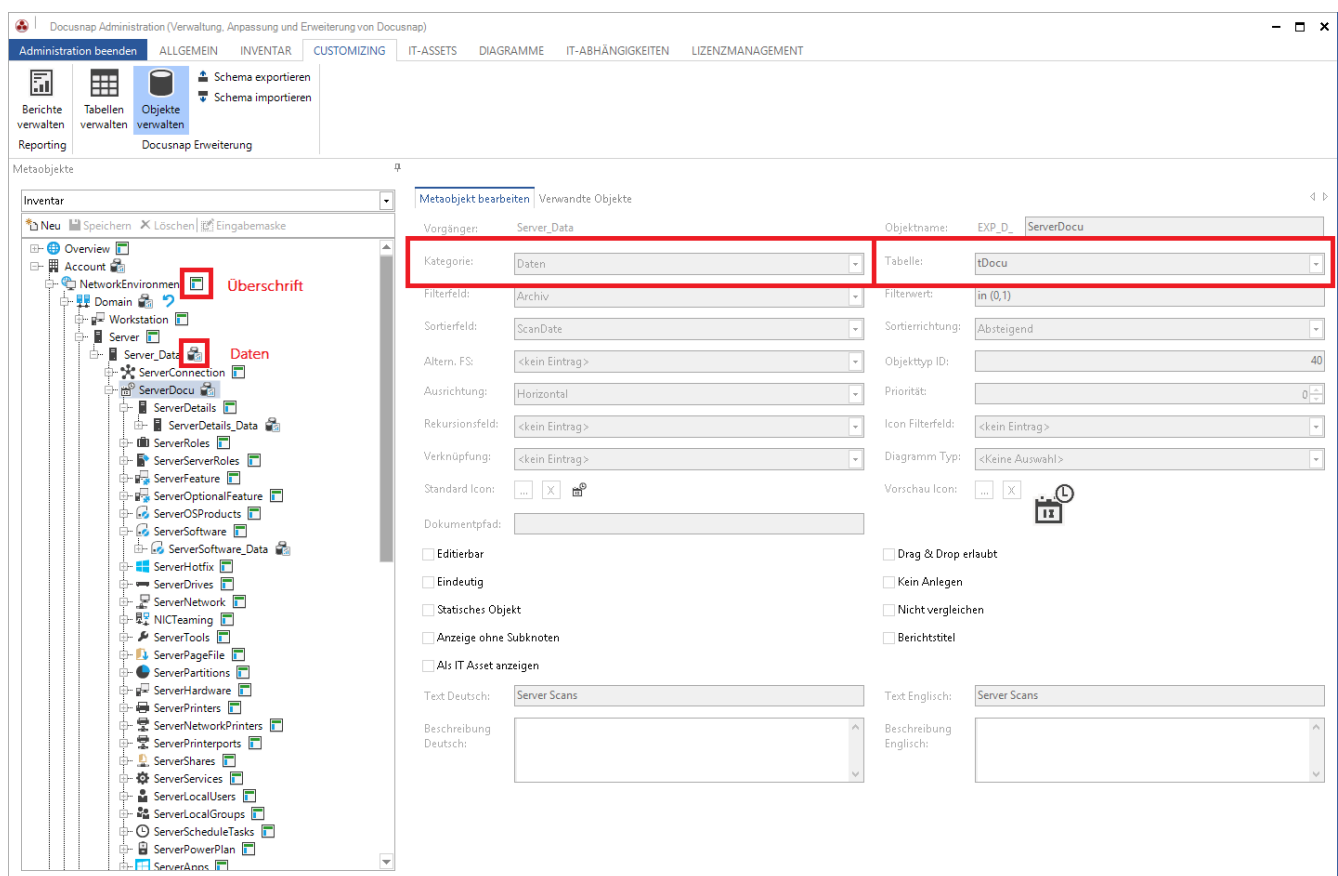 Docusnap Administration (Verwaltung, Anpassung und Erweiterung von Docusnap)
Administration beenden ALLGEMEIN INVENTAR CUSTOMIZING IT-ASSETS DIAGRAMME IT-ABHÄNGIGKEITEN LIZENZMANAGEMENT
Schema exportieren
Schema importieren
Berichte verwalten
Tabellen verwalten
Objekte verwalten
Reporting Docusnap Erweiterung
Metaobjekte
Inventar
Neu Speichern Löschen Eingabemaske
Overview
Account
NetworkEnvironmen Überschrift
Domain
Workstation
Server
Server_Data Daten
ServerConnection
ServerDocu
ServerDetails
ServerDetails_Data
ServerRoles
ServerServerRoles
ServerFeature
ServerOptionalFeature
ServerOSProducts
ServerSoftware
ServerSoftware_Data
ServerHotfix
ServerDrives
ServerNetwork
NICTeaming
ServerTools
ServerPageFile
ServerPartitions
ServerHardware
ServerPrinters
ServerNetworkPrinters
ServerPrinterports
ServerShares
ServerServices
ServerLocalUsers
ServerLocalGroups
ServerScheduleTasks
ServerPowerPlan
ServerApps
Metaobjekt bearbeiten Verwandte Objekte
Vorgänger: Server_Data Objektname: EXP_D_ ServerDocu
Kategorie: Daten Tabelle: tDocu
Filterfeld: Archiv Filterwert: in (0,1)
Sortierfeld: ScanDate Sortierrichtung: Absteigend
Altern. FS: <kein Eintrag> Objekttyp ID: 40
Ausrichtung: Horizontal Priorität: 0
Rekursionsfeld: <kein Eintrag> Icon Filterfeld: <kein Eintrag>
Verknüpfung: <kein Eintrag> Diagramm Typ: <Keine Auswahl>
Standard Icon: ... X Vorschau Icon: ... X
Dokumentpfad:
Editierbar Drag & Drop erlaubt
Eindeutig Kein Anlegen
Statisches Objekt Nicht vergleichen
Anzeige ohne Subknoten Berichtstitel
Als IT Asset anzeigen
Text Deutsch: Server Scans Text Englisch: Server Scans
Beschreibung Deutsch: Beschreibung Englisch: